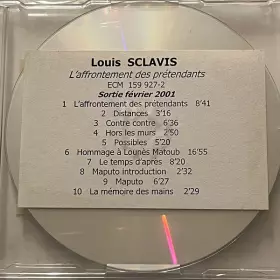 Louis SCLAVIS
L'affrontement des prétendants
ECM 159 927-2
Sortie février 2001
1 L'affrontement des prétendants 8'41
2 Distances 3'16
3 Contre contre 6'36
4 Hors les murs 2'50
5 Possibles 5'20
6 Hommage à Lounès Matoub 16'55
7 Le temps d'après 8'20
8 Maputo introduction 2'32
9 Maputo 6'27
10 La mémoire des mains 2'29